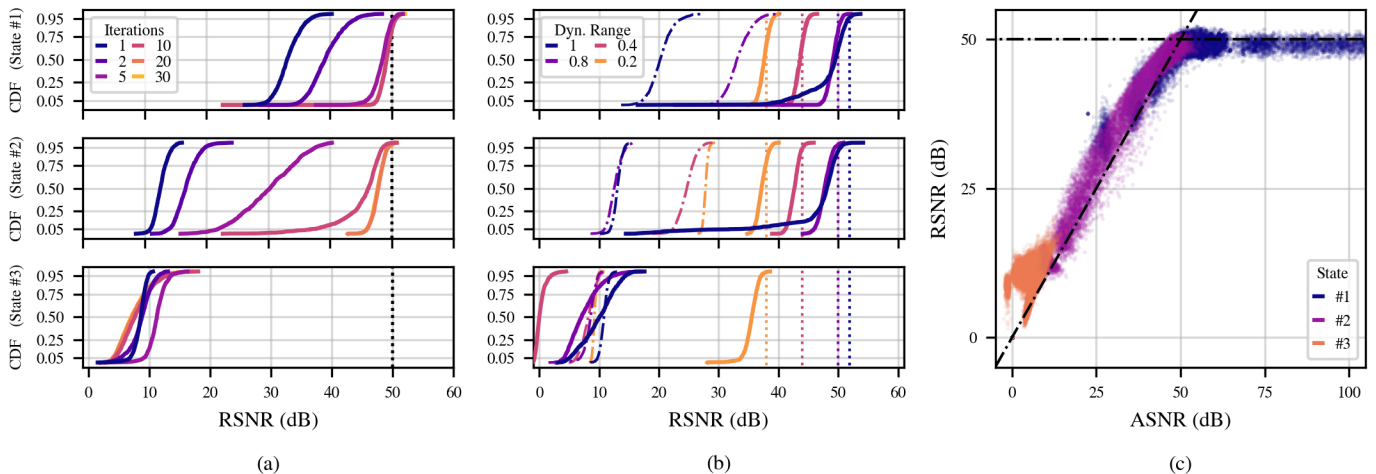 CDF (State #1)
0.95
0.75
0.50
0.25
0.05
Iterations
1 10
2 20
5 30
CDF (State #2)
0.95
0.75
0.50
0.25
0.05
CDF (State #3)
0.95
0.75
0.50
0.25
0.05
0 10 20 30 40 50 60
RSNR (dB)
(a)
0.95
0.75
0.50
0.25
0.05
Dyn. Range
1 0.4
0.8 0.2
0.95
0.75
0.50
0.25
0.05
0.95
0.75
0.50
0.25
0.05
0 10 20 30 40 50 60
RSNR (dB)
(b)
RSNR (dB)
50
25
0
State
#1
#2
#3
0 25 50 75 100
ASNR (dB)
(c)